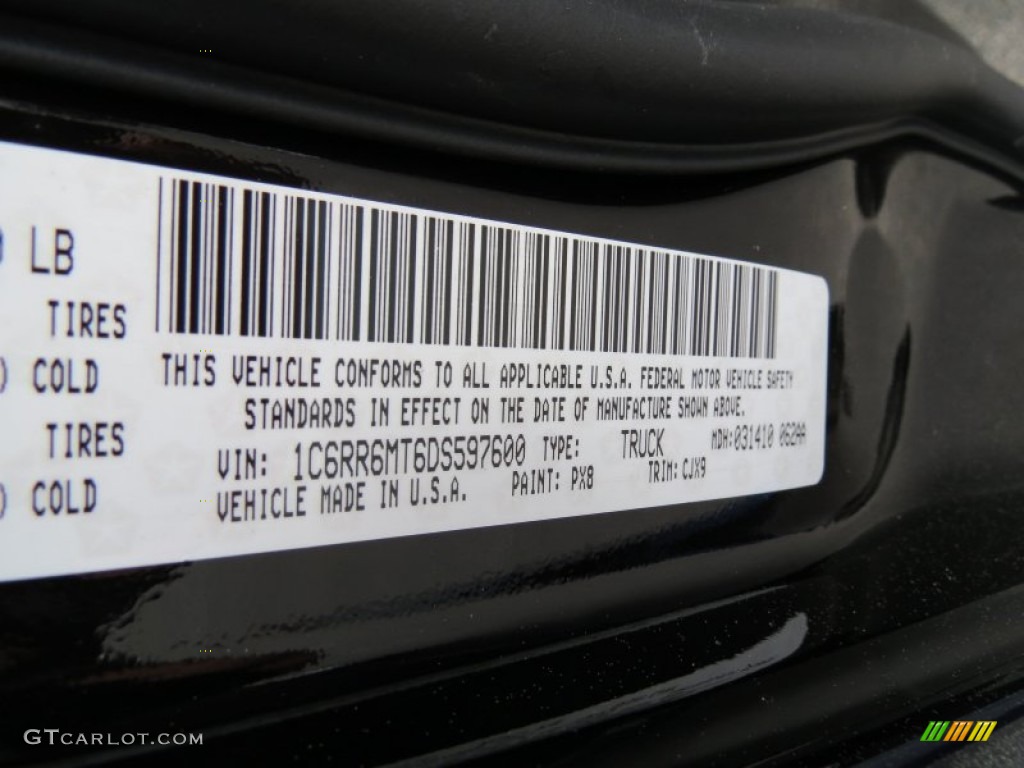 LB
TIRES
) COLD
TIRES
) COLD
THIS VEHICLE CONFORMS TO ALL APPLICABLE U.S.A. FEDERAL MOTOR VEHICLE SAFETY
STANDARDS IN EFFECT ON THE DATE OF MANUFACTURE SHOWN ABOVE.
VIN: 1C6RR6MT6DS597600 TYPE: TRUCK MDH:031410 062AA
VEHICLE MADE IN U.S.A. PAINT: PX8 TRIM: CJX9
GTCARLOT.COM